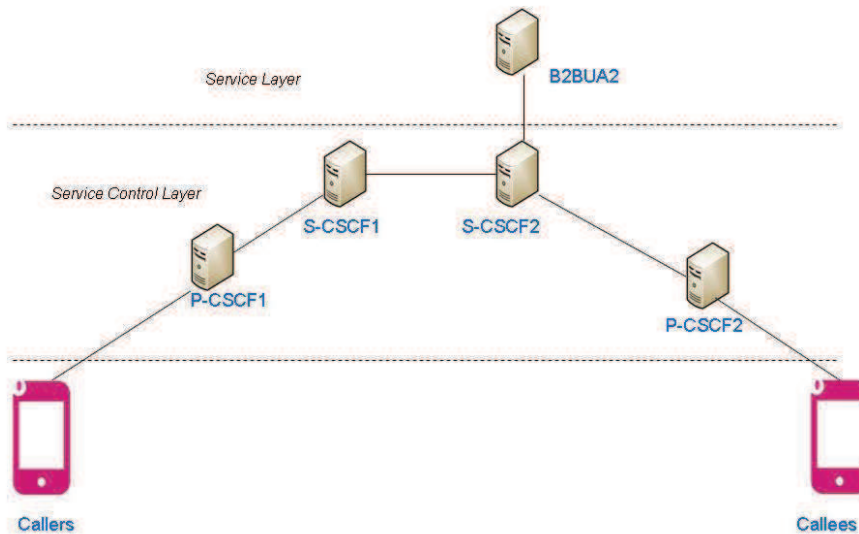 Service Layer
B2BUA2
Service Control Layer
S-CSCF1
S-CSCF2
P-CSCF1
P-CSCF2
Callers
Callees